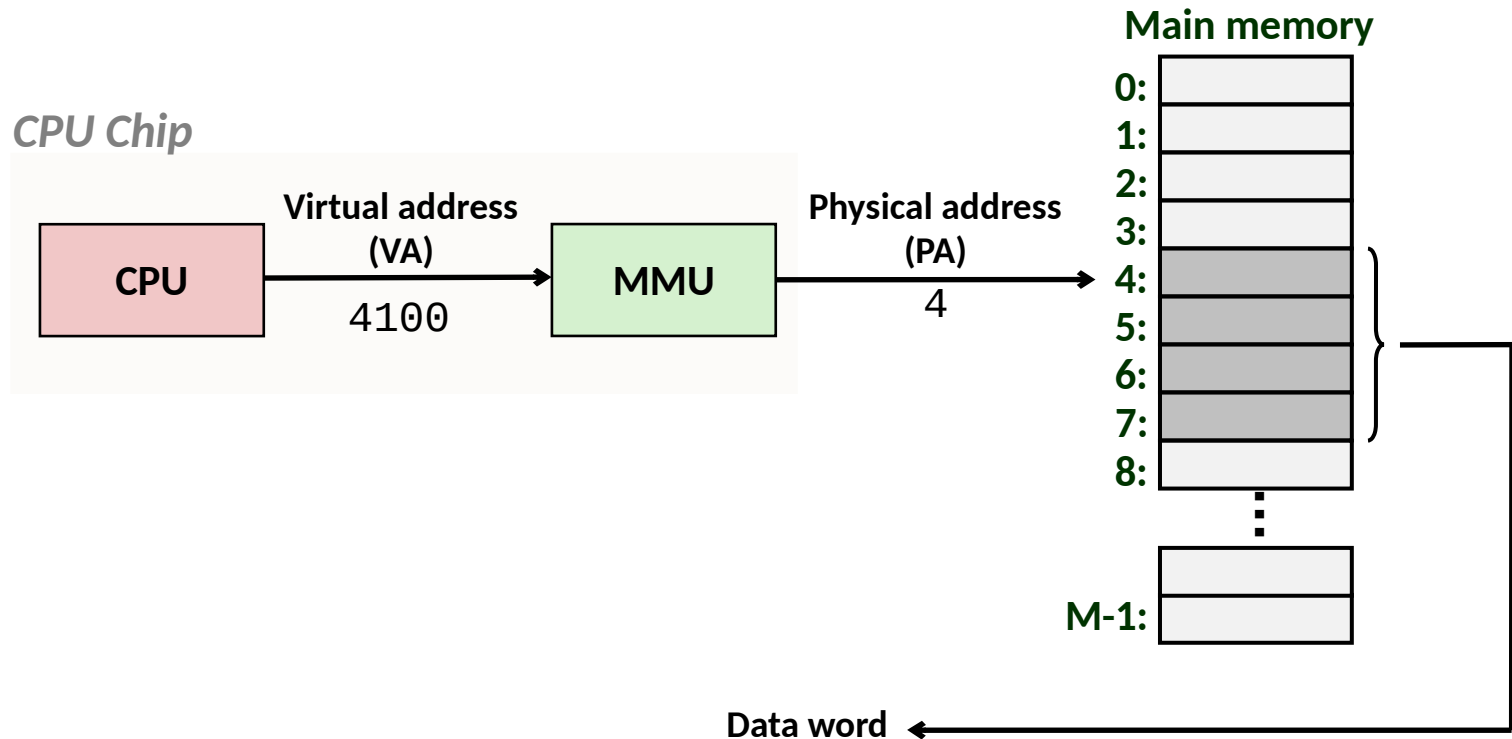 Main memory
0:
1:
2:
3:
4:
5:
6:
7:
8:
M-1:
CPU Chip
CPU
Virtual address
(VA)
4100
MMU
Physical address
(PA)
4
Data word